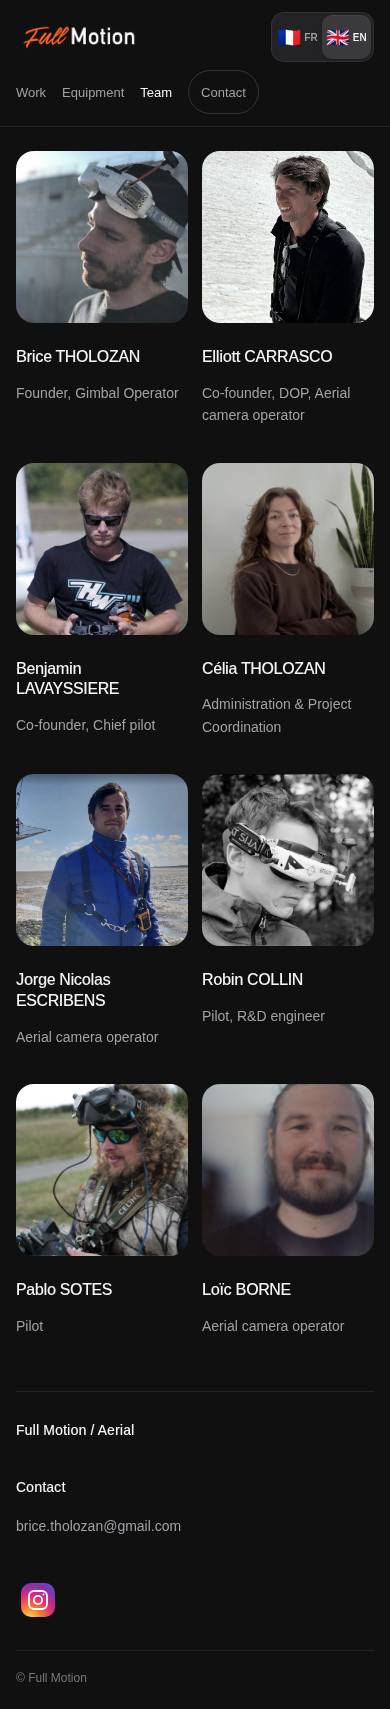 Full Motion
FR
EN
Work
Equipment
Team
Contact
Brice THOLOZAN
Founder, Gimbal Operator
Elliott CARRASCO
Co-founder, DOP, Aerial
camera operator
Benjamin
LAVAYSSIERE
Co-founder, Chief pilot
Célia THOLOZAN
Administration & Project
Coordination
Jorge Nicolas
ESCRIBENS
Aerial camera operator
Robin COLLIN
Pilot, R&D engineer
Pablo SOTES
Pilot
Loïc BORNE
Aerial camera operator
Full Motion / Aerial
Contact
brice.tholozan@gmail.com
© Full Motion